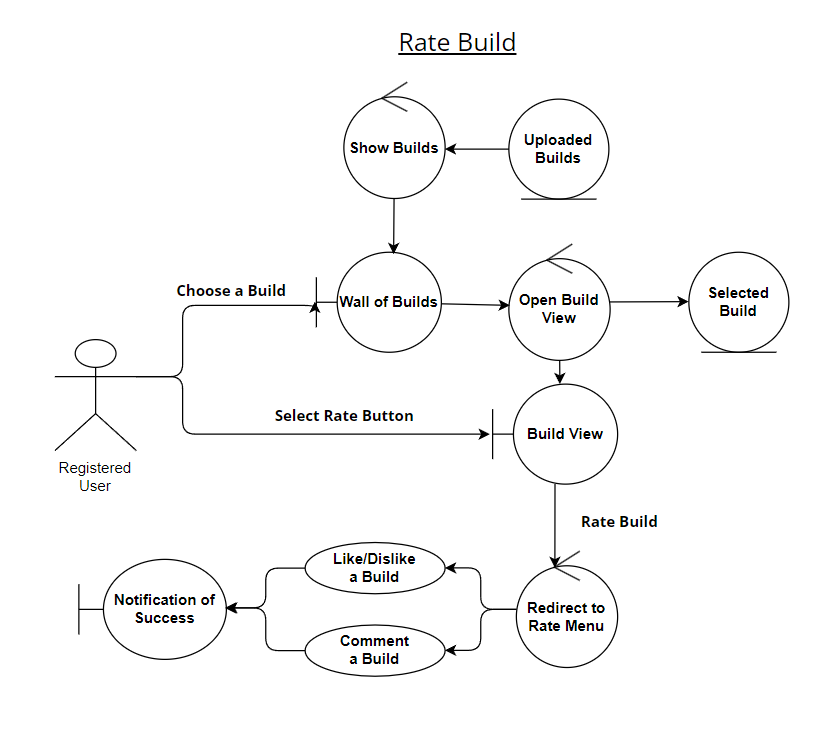 Rate Build
Show Builds
Uploaded
Builds
Choose a Build
Wall of Builds
Open Build
View
Selected
Build
Select Rate Button
Build View
Registered
User
Rate Build
Like/Dislike
a Build
Notification of
Success
Redirect to
Rate Menu
Comment
a Build